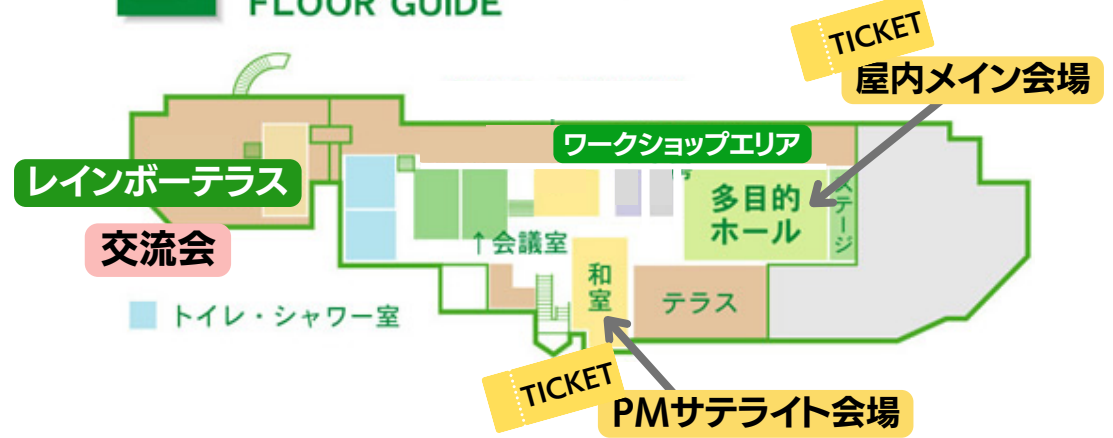 FLOOR GUIDE
TICKET
屋内メイン会場
ワークショップエリア
レインボーテラス
多目的
ホール
ステージ
交流会
↑会議室
和室
テラス
トイレ・シャワー室
TICKET
PMサテライト会場